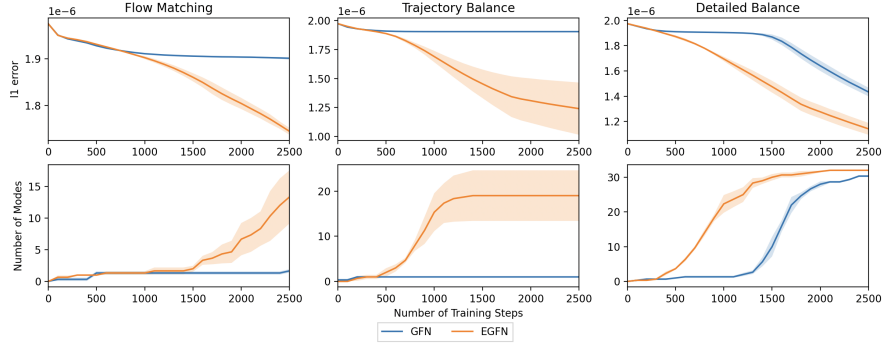 Flow Matching
Trajectory Balance
Detailed Balance
1e−6
1e−6
1e−6
l1 error
1.9
1.8
2.00
1.75
1.50
1.25
1.00
2.0
1.8
1.6
1.4
1.2
0 500 1000 1500 2000 2500
0 500 1000 1500 2000 2500
0 500 1000 1500 2000 2500
Number of Modes
15
10
5
0
20
10
0
30
20
10
0
0 500 1000 1500 2000 2500
0 500 1000 1500 2000 2500
0 500 1000 1500 2000 2500
Number of Training Steps
GFN EGFN